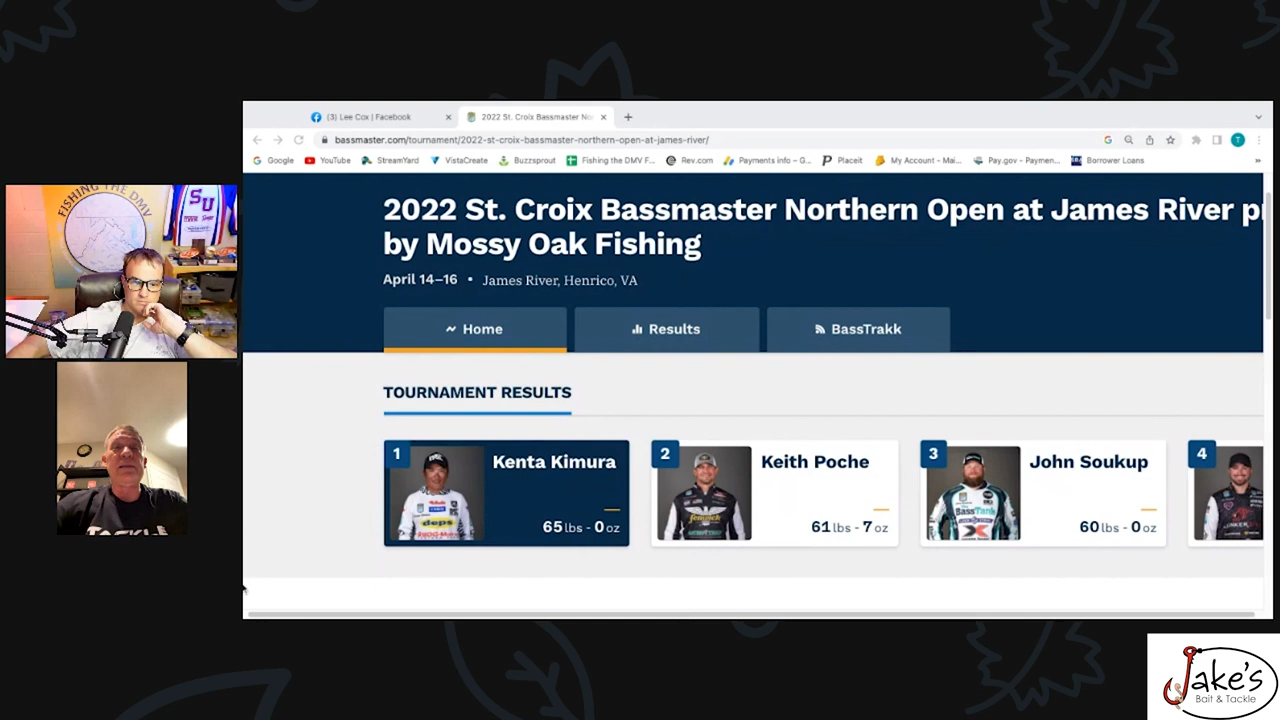 (3) Lee Cox | Facebook
2022 St. Croix Bassmaster No
bassmaster.com/tournament/2022-st-croix-bassmaster-northern-open-at-james-river/
Google YouTube StreamYard VistaCreate Buzzsprout Fishing the DMV F... Rev.com Payments info – G... Placeit My Account - Mai... Pay.gov - Paymen... Borrower Loans
2022 St. Croix Bassmaster Northern Open at James River pr
by Mossy Oak Fishing
April 14–16 • James River, Henrico, VA
Home Results BassTrakk
TOURNAMENT RESULTS
1 Kenta Kimura
65 lbs - 0 oz
2 Keith Poche
61 lbs - 7 oz
3 John Soukup
60 lbs - 0 oz
4
FISHING THE DMV
SU
TACKLE
Jake's
Bait & Tackle